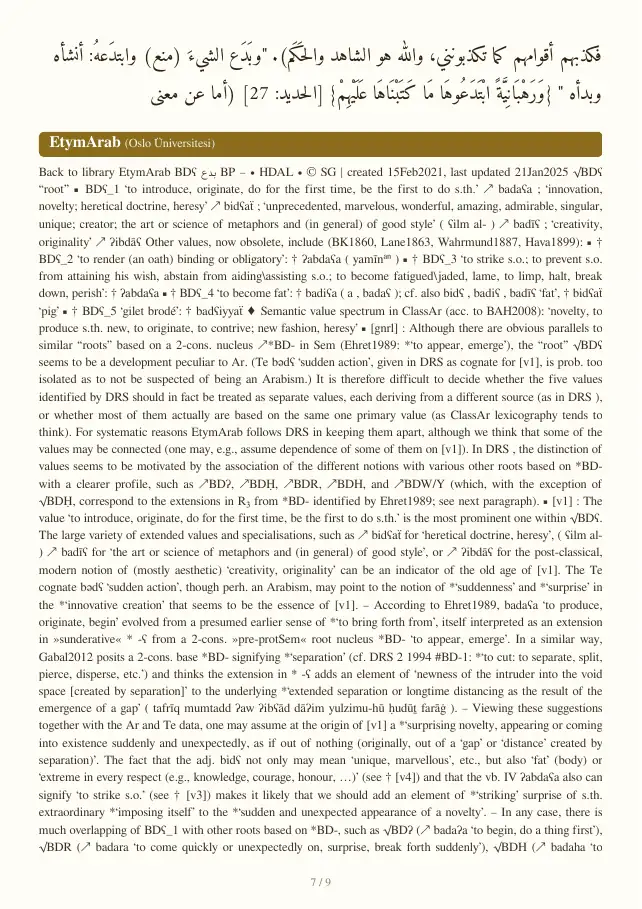 فكذبهم أقوامهم كما تكذبونني، والله هو الشاهد والحَكَم). "وبَدَع الشيءَ (منع) وابتدَعهُ: أنشأه
وبدأه " {وَرَهْبَانِيَّةً ابْتَدَعُوهَا مَا كَتَبْنَاهَا عَلَيْهِمْ} [الحديد: 27] (أما عن معنى
EtymArab (Oslo Üniversitesi)
Back to library EtymArab BDʕ بدع BP – • HDAL • © SG | created 15Feb2021, last updated 21Jan2025 √BDʕ
“root” ▪ BDʕ_1 ‘to introduce, originate, do for the first time, be the first to do s.th.’ ↗ badaʕa ; ‘innovation,
novelty; heretical doctrine, heresy’ ↗ bidʕaẗ ; ‘unprecedented, marvelous, wonderful, amazing, admirable, singular,
unique; creator; the art or science of metaphors and (in general) of good style’ ( ʕilm al- ) ↗ badīʕ ; ‘creativity,
originality’ ↗ ʔibdāʕ Other values, now obsolete, include (BK1860, Lane1863, Wahrmund1887, Hava1899): ▪ †
BDʕ_2 ‘to render (an oath) binding or obligatory’: † ʔabdaʕa ( yamīnᵃⁿ ) ▪ † BDʕ_3 ‘to strike s.o.; to prevent s.o.
from attaining his wish, abstain from aiding\assisting s.o.; to become fatigued\jaded, lame, to limp, halt, break
down, perish’: † ʔabdaʕa ▪ † BDʕ_4 ‘to become fat’: † badiʕa ( a , badaʕ ); cf. also bidʕ , badiʕ , badīʕ ‘fat’, † bidʕaẗ
‘pig’ ▪ † BDʕ_5 ‘gilet brodé’: † badʕiyyaẗ ♦ Semantic value spectrum in ClassAr (acc. to BAH2008): ‘novelty, to
produce s.th. new, to originate, to contrive; new fashion, heresy’ ▪ [gnrl] : Although there are obvious parallels to
similar “roots” based on a 2-cons. nucleus ↗*BD- in Sem (Ehret1989: *‘to appear, emerge’), the “root” √BDʕ
seems to be a development peculiar to Ar. (Te bədʕ ‘sudden action’, given in DRS as cognate for [v1], is prob. too
isolated as to not be suspected of being an Arabism.) It is therefore difficult to decide whether the five values
identified by DRS should in fact be treated as separate values, each deriving from a different source (as in DRS ),
or whether most of them actually are based on the same one primary value (as ClassAr lexicography tends to
think). For systematic reasons EtymArab follows DRS in keeping them apart, although we think that some of the
values may be connected (one may, e.g., assume dependence of some of them on [v1]). In DRS , the distinction of
values seems to be motivated by the association of the different notions with various other roots based on *BD-
with a clearer profile, such as ↗BDʔ, ↗BDḤ, ↗BDR, ↗BDH, and ↗BDW/Y (which, with the exception of
√BDḤ, correspond to the extensions in R₃ from *BD- identified by Ehret1989; see next paragraph). ▪ [v1] : The
value ‘to introduce, originate, do for the first time, be the first to do s.th.’ is the most prominent one within √BDʕ.
The large variety of extended values and specialisations, such as ↗ bidʕaẗ for ‘heretical doctrine, heresy’, ( ʕilm al-
) ↗ badīʕ for ‘the art or science of metaphors and (in general) of good style’, or ↗ ʔibdāʕ for the post-classical,
modern notion of (mostly aesthetic) ‘creativity, originality’ can be an indicator of the old age of [v1]. The Te
cognate bədʕ ‘sudden action’, though perh. an Arabism, may point to the notion of *‘suddenness’ and *‘surprise’ in
the *‘innovative creation’ that seems to be the essence of [v1]. – According to Ehret1989, badaʕa ‘to produce,
originate, begin’ evolved from a presumed earlier sense of *‘to bring forth from’, itself interpreted as an extension
in »sunderative« * -ʕ from a 2-cons. »pre-protSem« root nucleus *BD- ‘to appear, emerge’. In a similar way,
Gabal2012 posits a 2-cons. base *BD- signifying *‘separation’ (cf. DRS 2 1994 #BD-1: *‘to cut: to separate, split,
pierce, disperse, etc.’) and thinks the extension in * -ʕ adds an element of ‘newness of the intruder into the void
space [created by separation]’ to the underlying *‘extended separation or longtime distancing as the result of the
emergence of a gap’ ( tafrīq mumtadd ʔaw ʔibʕād dāʔim yulzimu-hū ḥudūṯ farāġ ). – Viewing these suggestions
together with the Ar and Te data, one may assume at the origin of [v1] a *‘surprising novelty, appearing or coming
into existence suddenly and unexpectedly, as if out of nothing (originally, out of a ‘gap’ or ‘distance’ created by
separation)’. The fact that the adj. bidʕ not only may mean ‘unique, marvellous’, etc., but also ‘fat’ (body) or
‘extreme in every respect (e.g., knowledge, courage, honour, …)’ (see † [v4]) and that the vb. IV ʔabdaʕa also can
signify ‘to strike s.o.’ (see † [v3]) makes it likely that we should add an element of *‘striking’ surprise of s.th.
extraordinary *‘imposing itself’ to the *‘sudden and unexpected appearance of a novelty’. – In any case, there is
much overlapping of BDʕ_1 with other roots based on *BD-, such as √BDʔ (↗ badaʔa ‘to begin, do a thing first’),
√BDR (↗ badara ‘to come quickly or unexpectedly on, surprise, break forth suddenly’), √BDH (↗ badaha ‘to
7 / 9